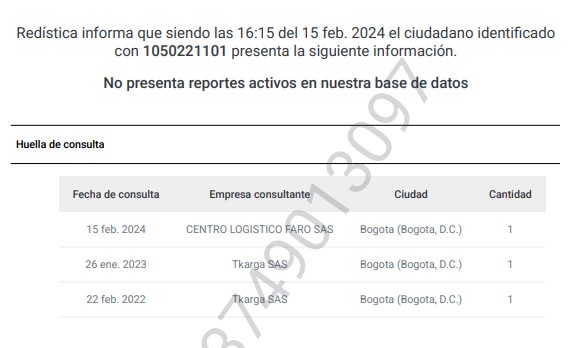 Redística informa que siendo las 16:15 del 15 feb. 2024 el ciudadano identificado
con 1050221101 presenta la siguiente información.
No presenta reportes activos en nuestra base de datos
Huella de consulta
Fecha de consulta Empresa consultante Ciudad Cantidad
15 feb. 2024 CENTRO LOGISTICO FARO SAS Bogota (Bogota, D.C.) 1
26 ene. 2023 Tkarga SAS Bogota (Bogota, D.C.) 1
22 feb. 2022 Tkarga SAS Bogota (Bogota, D.C.) 1
8749013097